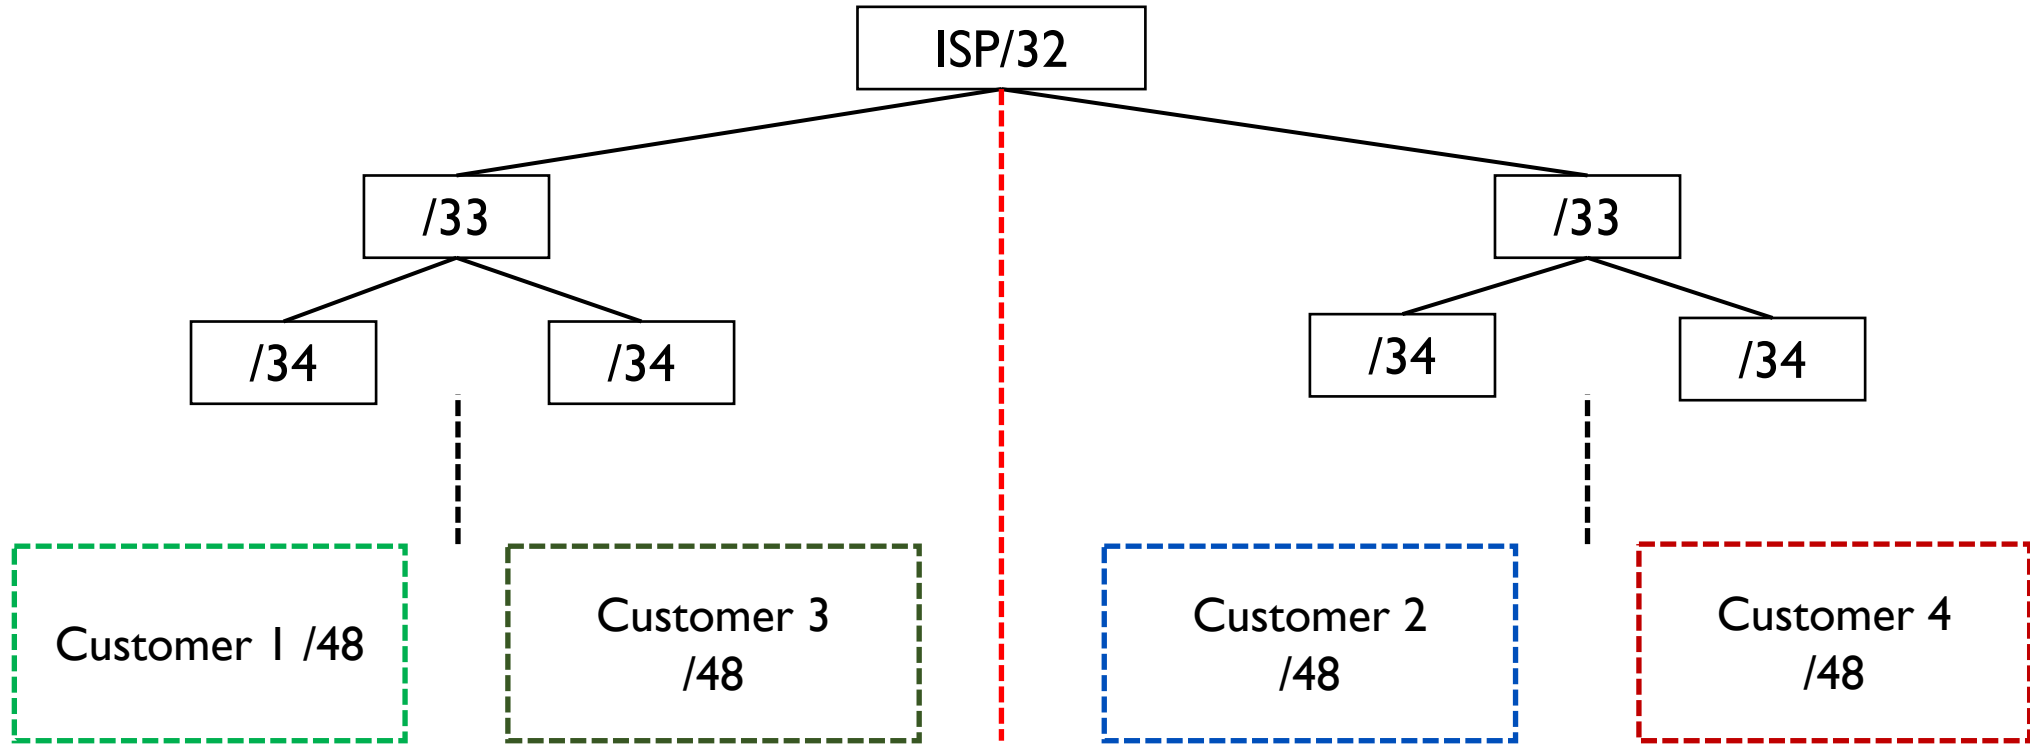 ISP/32
/33
/33
/34
/34
/34
/34
Customer 1 /48
Customer 3
/48
Customer 2
/48
Customer 4
/48